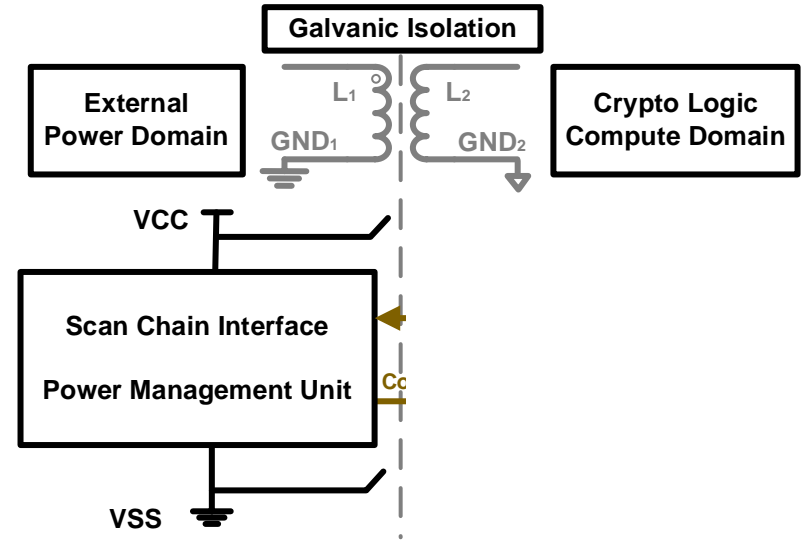 Galvanic Isolation
External
Power Domain
L1
L2
GND1
GND2
Crypto Logic
Compute Domain
VCC
Scan Chain Interface
Power Management Unit
VSS